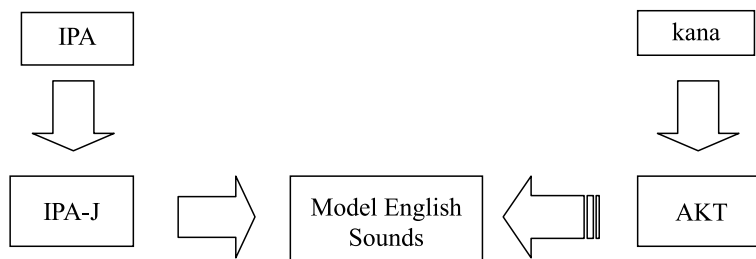 IPA
kana
IPA-J
Model English
Sounds
AKT